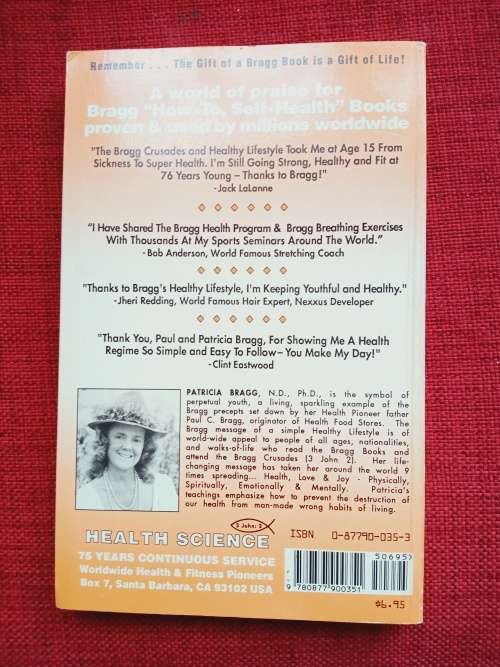 Remember . . . The Gift of a Bragg Book is a Gift of Life!
A world of praise for
Bragg "How-To, Self-Health" Books
proven & used by millions worldwide
"The Bragg Crusades and Healthy Lifestyle Took Me at Age 15 From
Sickness To Super Health. I'm Still Going Strong, Healthy and Fit at
76 Years Young – Thanks to Bragg!"
- Jack LaLanne
“I Have Shared The Bragg Health Program & Bragg Breathing Exercises
With Thousands At My Sports Seminars Around The World.”
- Bob Anderson, World Famous Stretching Coach
"Thanks to Bragg's Healthy Lifestyle, I'm Keeping Youthful and Healthy."
- Jheri Redding, World Famous Hair Expert, Nexxus Developer
"Thank You, Paul and Patricia Bragg, For Showing Me A Health
Regime So Simple and Easy To Follow– You Make My Day!"
- Clint Eastwood
PATRICIA BRAGG, N.D., Ph.D., is the symbol of
perpetual youth, a living, sparkling example of the
Bragg precepts set down by her Health Pioneer father
Paul C. Bragg, originator of Health Food Stores. The
Bragg message of a simple Healthy Lifestyle is of
world-wide appeal to people of all ages, nationalities,
and walks-of-life who read the Bragg Books and
attend the Bragg Crusades (3 John 2). Her life-
changing message has taken her around the world 9
times spreading... Health, Love & Joy - Physically,
Spiritually, Emotionally & Mentally. Patricia's
teachings emphasize how to prevent the destruction of
our health from man-made wrong habits of living.
3 John: 2
HEALTH SCIENCE
75 YEARS CONTINUOUS SERVICE
Worldwide Health & Fitness Pioneers
Box 7, Santa Barbara, CA 93102 USA
ISBN 0-87790-035-3
50695
9 780877 900351
$6.95